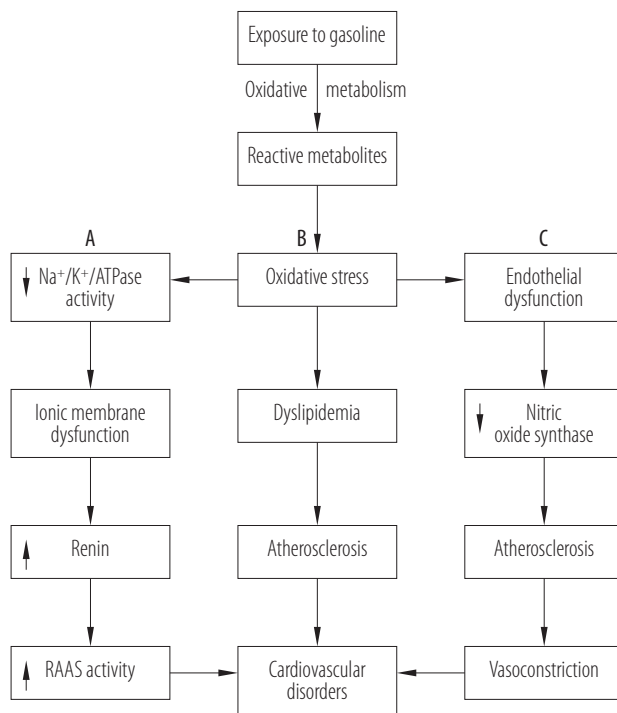 Exposure to gasoline
Oxidative metabolism
Reactive metabolites
A B C
Na⁺/K⁺/ATPase
activity
Oxidative stress
Endothelial
dysfunction
Ionic membrane
dysfunction
Dyslipidemia
Nitric
oxide synthase
Renin
Atherosclerosis
Atherosclerosis
RAAS activity
Cardiovascular
disorders
Vasoconstriction